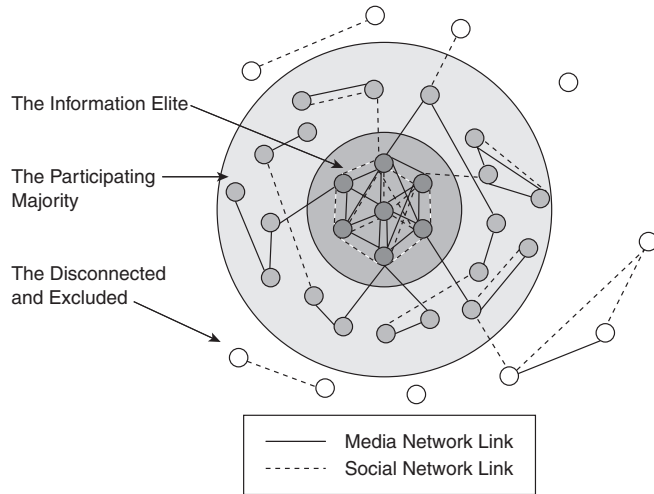 The Information Elite
The Participating
Majority
The Disconnected
and Excluded
Media Network Link
Social Network Link